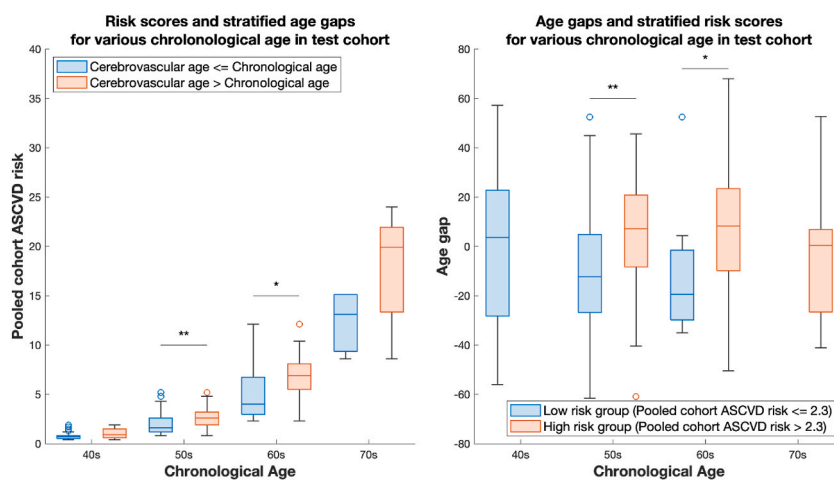 Risk scores and stratified age gaps
for various chrolonological age in test cohort
40
35
30
25
20
15
10
5
0
Pooled cohort ASCVD risk
Cerebrovascular age <= Chronological age
Cerebrovascular age > Chronological age
**
*
40s 50s 60s 70s
Chronological Age
Age gaps and stratified risk scores
for various chronological age in test cohort
80
60
40
20
0
-20
-40
-60
-80
Age gap
**
*
Low risk group (Pooled cohort ASCVD risk <= 2.3)
High risk group (Pooled cohort ASCVD risk > 2.3)
40s 50s 60s 70s
Chronological Age